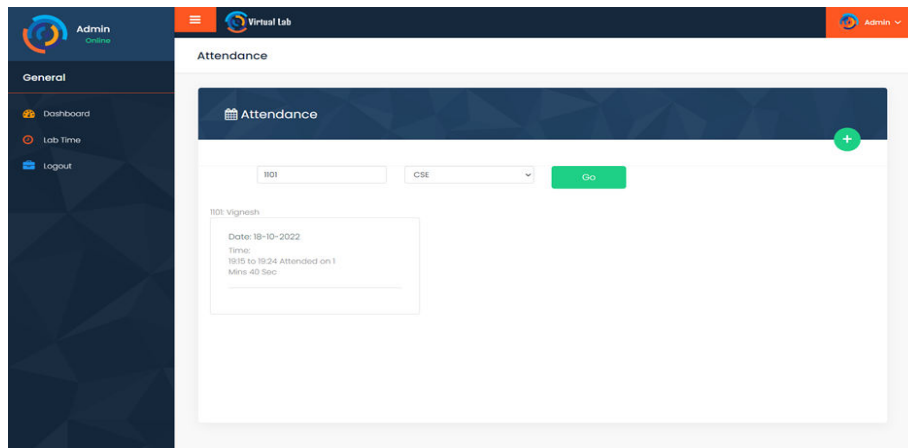 Admin
Online
General
Dashboard
Lab Time
Logout
Virtual Lab
Admin
Attendance
Attendance
+
1101
CSE
Go
1101: Vignesh
Date: 18-10-2022
Time:
19:15 to 19:24 Attended on 1
Mins 40 Sec